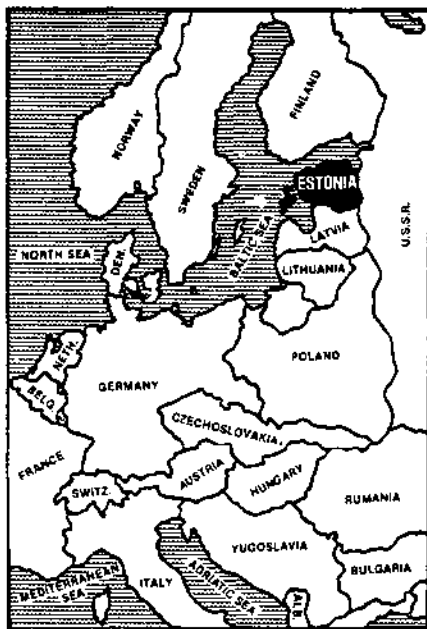 FINLAND
NORWAY
SWEDEN
ESTONIA
U.S.S.R.
LATVIA
BALTIC SEA
NORTH SEA
DEN.
LITHUANIA
NETH.
POLAND
GERMANY
BELG.
CZECHOSLOVAKIA
FRANCE
AUSTRIA
HUNGARY
SWITZ.
RUMANIA
YUGOSLAVIA
BULGARIA
MEDITERRANEAN
SEA
ITALY
ADRIATIC SEA
ALB.